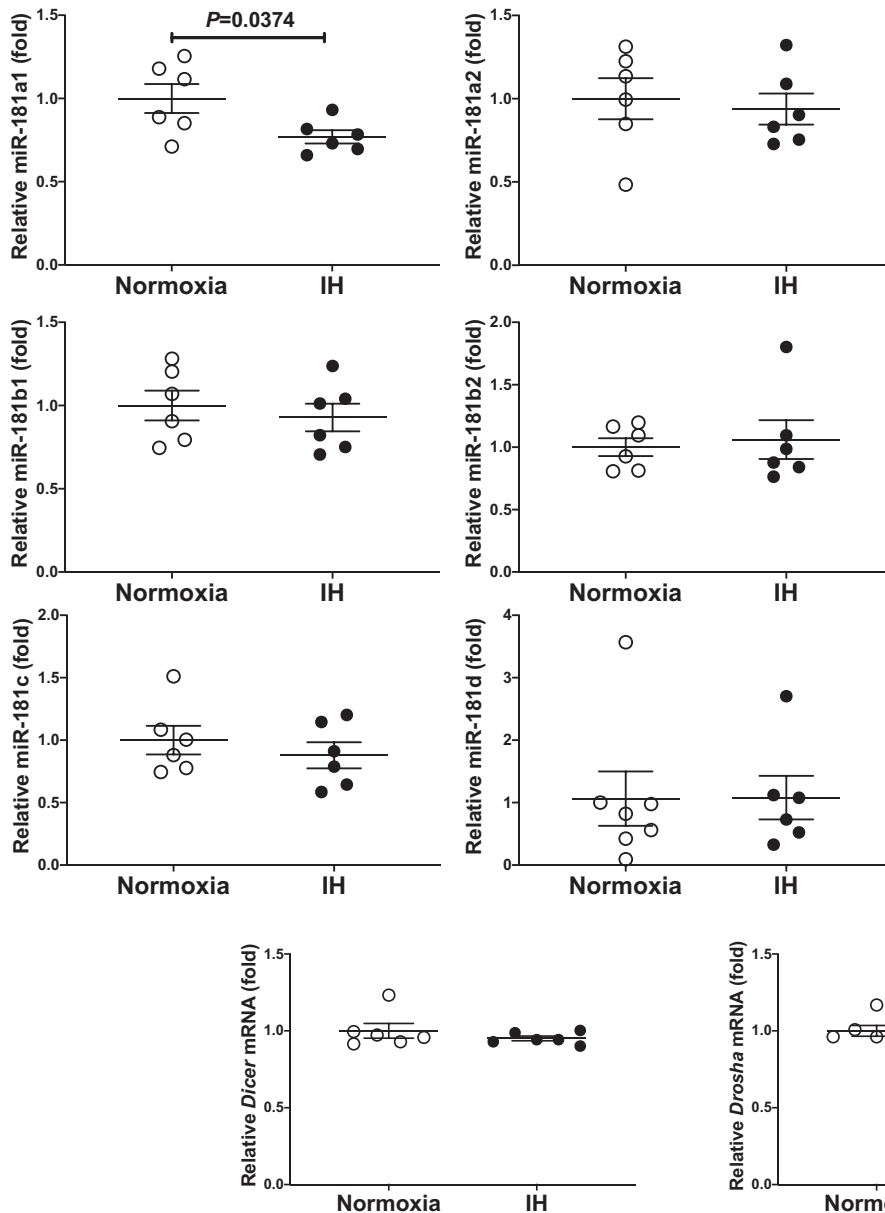 Relative miR-181a1 (fold)
1.5
1.0
0.5
0.0
P=0.0374
Normoxia IH
Relative miR-181a2 (fold)
1.5
1.0
0.5
0.0
Normoxia IH
Relative miR-181b1 (fold)
1.5
1.0
0.5
0.0
Normoxia IH
Relative miR-181b2 (fold)
2.0
1.5
1.0
0.5
0.0
Normoxia IH
Relative miR-181c (fold)
2.0
1.5
1.0
0.5
0.0
Normoxia IH
Relative miR-181d (fold)
4
3
2
1
0
Normoxia IH
Relative Dicer mRNA (fold)
1.5
1.0
0.5
0.0
Normoxia IH
Relative Drosha mRNA (fold)
1.5
1.0
0.5
0.0
Normo